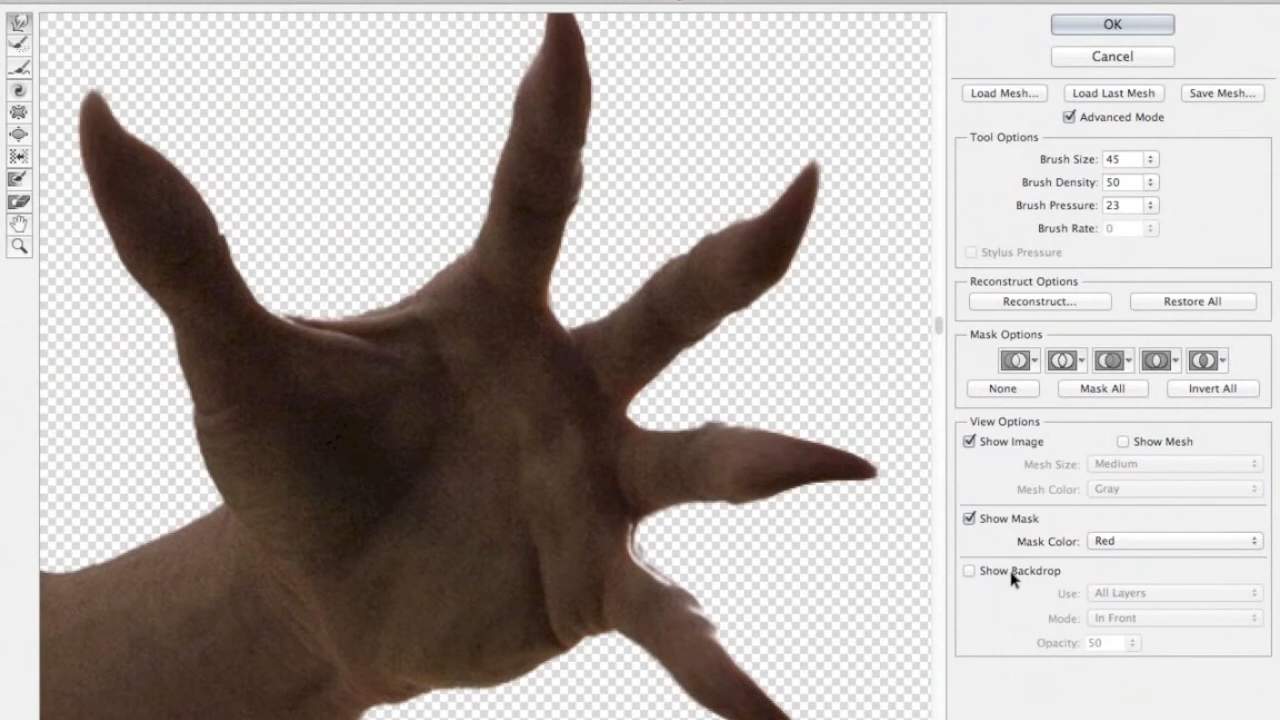 OK
Cancel
Load Mesh... Load Last Mesh Save Mesh...
Advanced Mode
Tool Options
Brush Size: 45
Brush Density: 50
Brush Pressure: 23
Brush Rate: 0
Stylus Pressure
Reconstruct Options
Reconstruct... Restore All
Mask Options
None Mask All Invert All
View Options
Show Image Show Mesh
Mesh Size: Medium
Mesh Color: Gray
Show Mask
Mask Color: Red
Show Backdrop
Use: All Layers
Mode: In Front
Opacity: 50